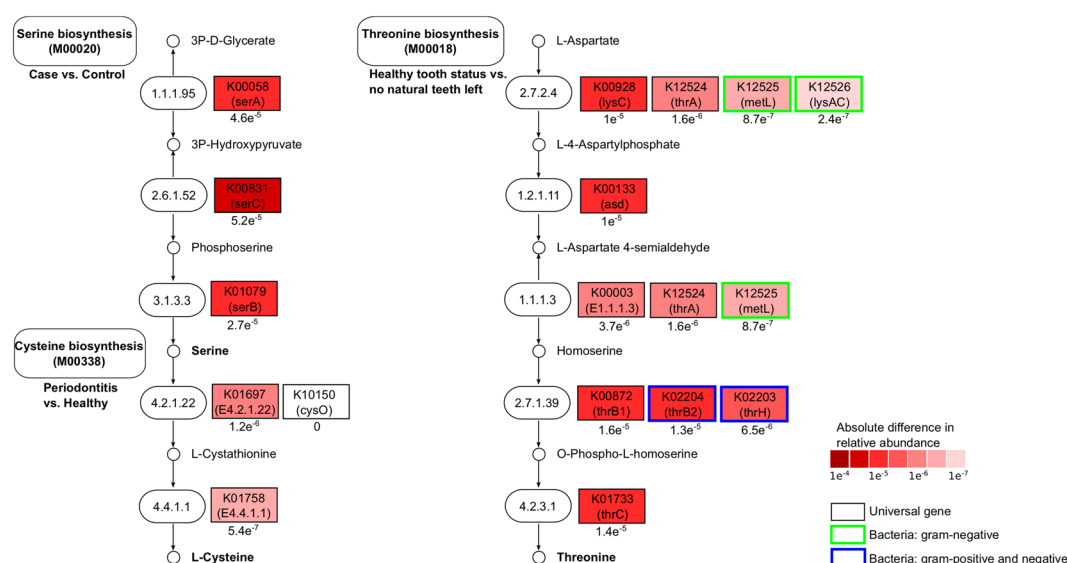 Serine biosynthesis
(M00020)
Case vs. Control
3P-D-Glycerate
1.1.1.95
K00058
(serA)
4.6e-5
3P-Hydroxypyruvate
2.6.1.52
K00831
(serC)
5.2e-5
Phosphoserine
3.1.3.3
K01079
(serB)
2.7e-5
Serine
Cysteine biosynthesis
(M00338)
Periodontitis
vs. Healthy
4.2.1.22
K01697
(E4.2.1.22)
1.2e-6
K10150
(cysO)
0
L-Cystathionine
4.4.1.1
K01758
(E4.4.1.1)
5.4e-7
L-Cysteine
Threonine biosynthesis
(M00018)
Healthy tooth status vs.
no natural teeth left
L-Aspartate
2.7.2.4
K00928
(lysC)
1e-5
K12524
(thrA)
1.6e-6
K12525
(metL)
8.7e-7
K12526
(lysAC)
2.4e-7
L-4-Aspartylphosphate
1.2.1.11
K00133
(asd)
1e-5
L-Aspartate 4-semialdehyde
1.1.1.3
K00003
(E1.1.1.3)
3.7e-6
K12524
(thrA)
1.6e-6
K12525
(metL)
8.7e-7
Homoserine
2.7.1.39
K00872
(thrB1)
1.6e-5
K02204
(thrB2)
1.3e-5
K02203
(thrH)
6.5e-6
O-Phospho-L-homoserine
4.2.3.1
K01733
(thrC)
1.4e-5
Threonine
Absolute difference in
relative abundance
1e-4 1e-5 1e-6 1e-7
Universal gene
Bacteria: gram-negative
Bacteria: gram-positive and negative